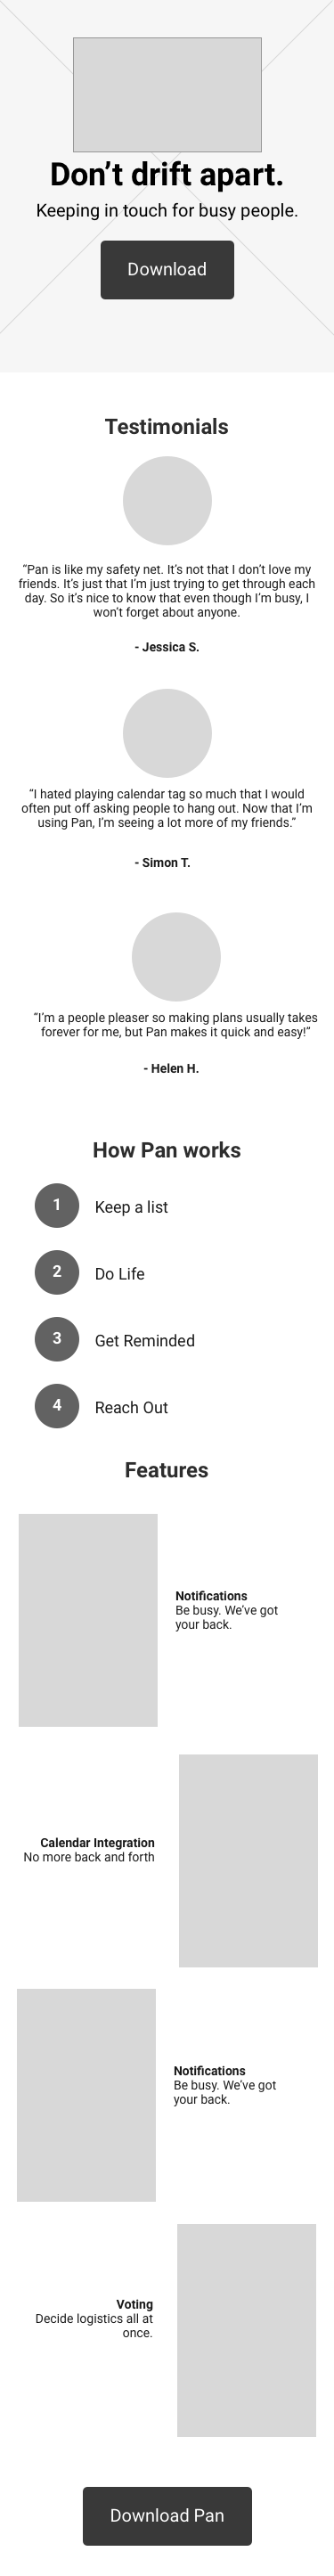 Don’t drift apart.
Keeping in touch for busy people.
Download
Testimonials
“Pan is like my safety net. It’s not that I don’t love my
friends. It’s just that I’m just trying to get through each
day. So it’s nice to know that even though I’m busy, I
won’t forget about anyone.
- Jessica S.
“I hated playing calendar tag so much that I would
often put off asking people to hang out. Now that I’m
using Pan, I’m seeing a lot more of my friends.”
- Simon T.
“I’m a people pleaser so making plans usually takes
forever for me, but Pan makes it quick and easy!”
- Helen H.
How Pan works
1 Keep a list
2 Do Life
3 Get Reminded
4 Reach Out
Features
Notifications
Be busy. We’ve got
your back.
Calendar Integration
No more back and forth
Notifications
Be busy. We’ve got
your back.
Voting
Decide logistics all at
once.
Download Pan